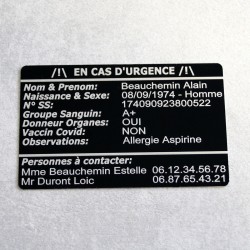 /!\ EN CAS D'URGENCE /!\
Nom & Prenom: Beauchemin Alain
Naissance & Sexe: 08/09/1974 - Homme
N° SS: 174090923800522
Groupe Sanguin: A+
Donneur Organes: OUI
Vaccin Covid: NON
Observations: Allergie Aspirine
Personnes à contacter:
Mme Beauchemin Estelle 06.12.34.56.78
Mr Duront Loic 06.87.65.43.21